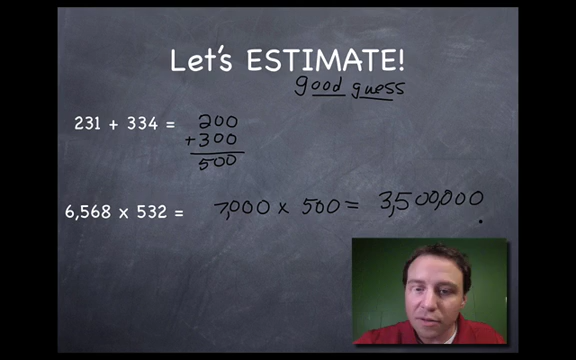 Let's ESTIMATE!
good guess
231 + 334 = 200
+300
500
6,568 x 532 = 7,000 x 500 = 3,500,000